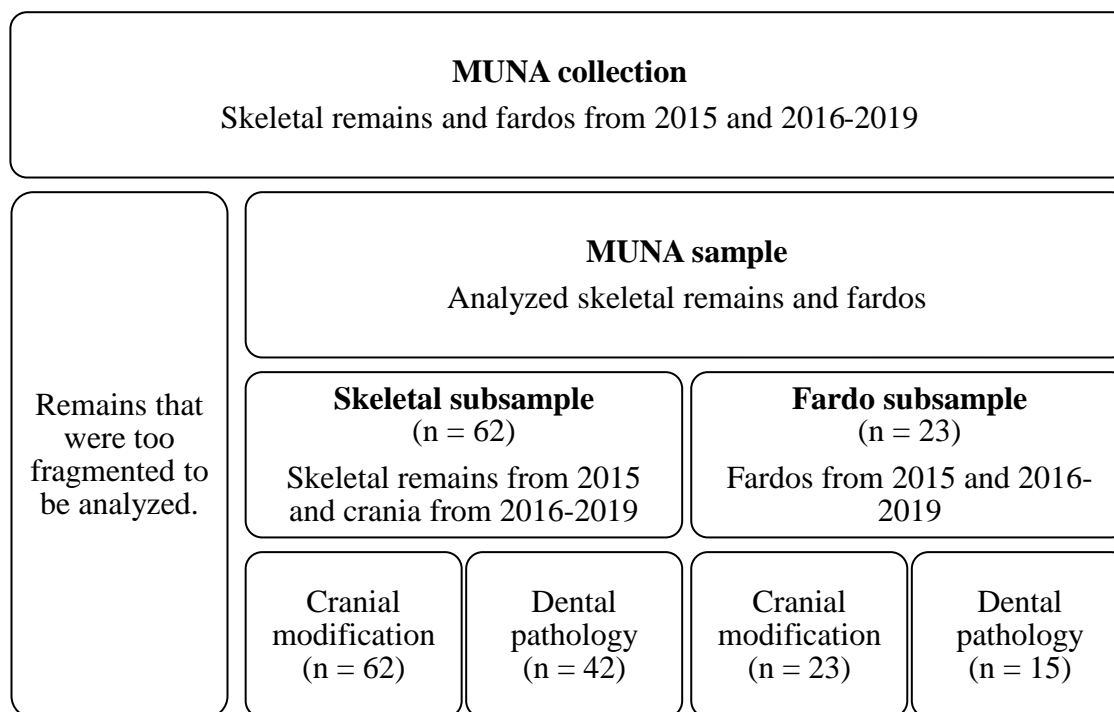 MUNA collection
Skeletal remains and fardos from 2015 and 2016-2019
Remains that
were too
fragmented to
be analyzed.
MUNA sample
Analyzed skeletal remains and fardos
Skeletal subsample
(n = 62)
Skeletal remains from 2015
and crania from 2016-2019
Fardo subsample
(n = 23)
Fardos from 2015 and 2016-
2019
Cranial
modification
(n = 62)
Dental
pathology
(n = 42)
Cranial
modification
(n = 23)
Dental
pathology
(n = 15)